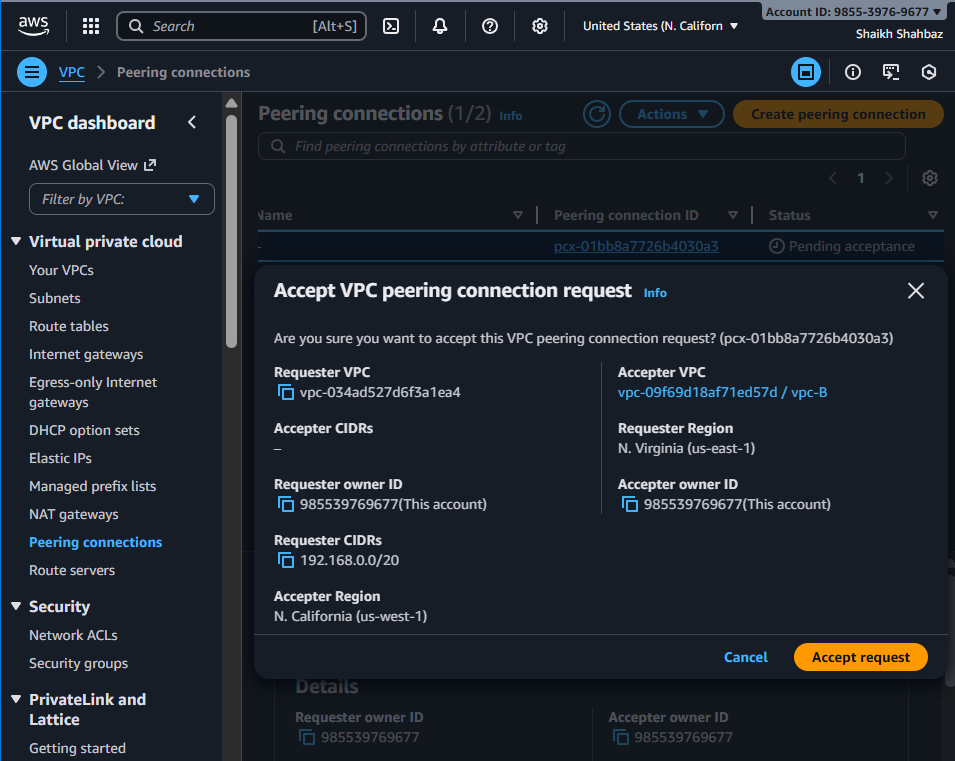 aws
Search [Alt+S]
United States (N. Californ
Account ID: 9855-3976-9677
Shaikh Shahbaz
VPC
Peering connections
VPC dashboard
AWS Global View
Filter by VPC:
Virtual private cloud
Your VPCs
Subnets
Route tables
Internet gateways
Egress-only Internet
gateways
DHCP option sets
Elastic IPs
Managed prefix lists
NAT gateways
Peering connections
Route servers
Security
Network ACLs
Security groups
PrivateLink and
Lattice
Getting started
Peering connections (1/2) Info
Actions
Create peering connection
Find peering connections by attribute or tag
1
Name
Peering connection ID
Status
-
pcx-01bb8a7726b4030a3
Pending acceptance
Accept VPC peering connection request Info
Are you sure you want to accept this VPC peering connection request? (pcx-01bb8a7726b4030a3)
Requester VPC
vpc-034ad527d6f3a1ea4
Accepter CIDRs
–
Requester owner ID
985539769677(This account)
Requester CIDRs
192.168.0.0/20
Accepter Region
N. California (us-west-1)
Accepter VPC
vpc-09f69d18af71ed57d / vpc-B
Requester Region
N. Virginia (us-east-1)
Accepter owner ID
985539769677(This account)
Cancel
Accept request
Details
Requester owner ID
985539769677
Accepter owner ID
985539769677